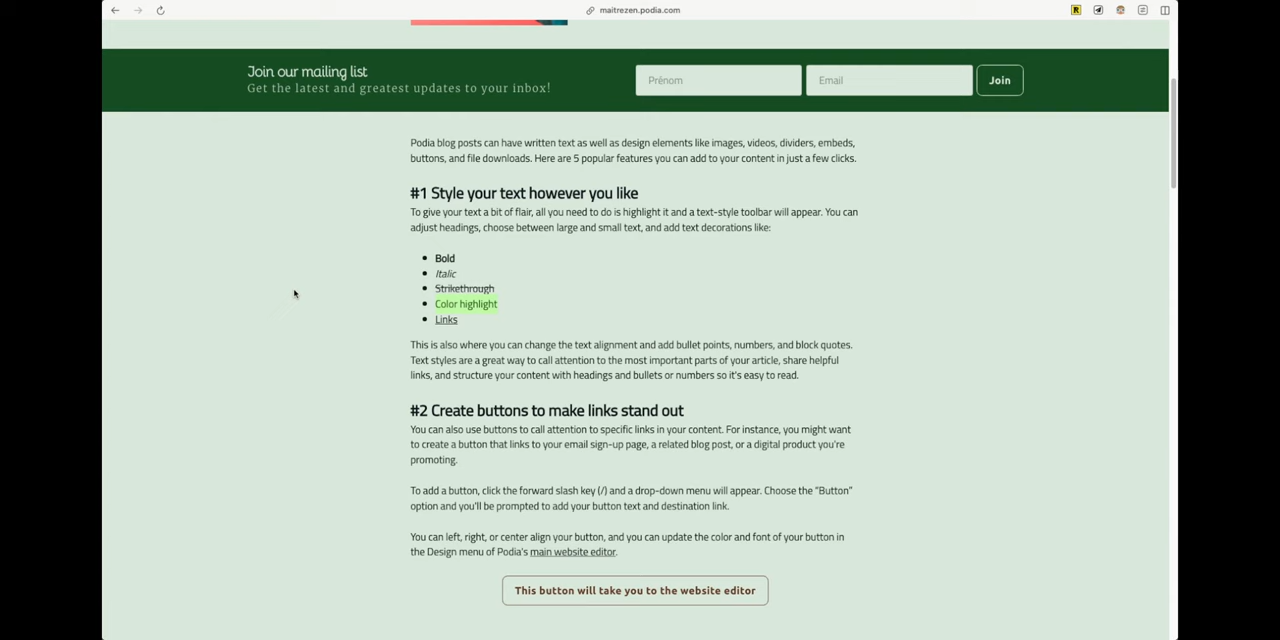 maitrezen.podia.com
Join our mailing list
Get the latest and greatest updates to your inbox!
Prénom
Email
Join
Podia blog posts can have written text as well as design elements like images, videos, dividers, embeds,
buttons, and file downloads. Here are 5 popular features you can add to your content in just a few clicks.
#1 Style your text however you like
To give your text a bit of flair, all you need to do is highlight it and a text-style toolbar will appear. You can
adjust headings, choose between large and small text, and add text decorations like:
Bold
Italic
Strikethrough
Color highlight
Links
This is also where you can change the text alignment and add bullet points, numbers, and block quotes.
Text styles are a great way to call attention to the most important parts of your article, share helpful
links, and structure your content with headings and bullets or numbers so it's easy to read.
#2 Create buttons to make links stand out
You can also use buttons to call attention to specific links in your content. For instance, you might want
to create a button that links to your email sign-up page, a related blog post, or a digital product you're
promoting.
To add a button, click the forward slash key (/) and a drop-down menu will appear. Choose the “Button”
option and you'll be prompted to add your button text and destination link.
You can left, right, or center align your button, and you can update the color and font of your button in
the Design menu of Podia's main website editor.
This button will take you to the website editor